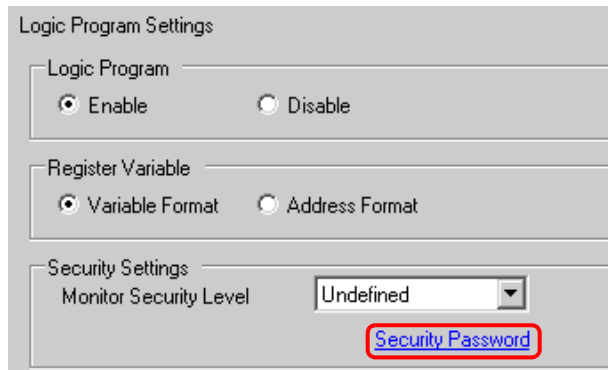 Logic Program Settings
Logic Program
Enable Disable
Register Variable
Variable Format Address Format
Security Settings
Monitor Security Level Undefined
Security Password